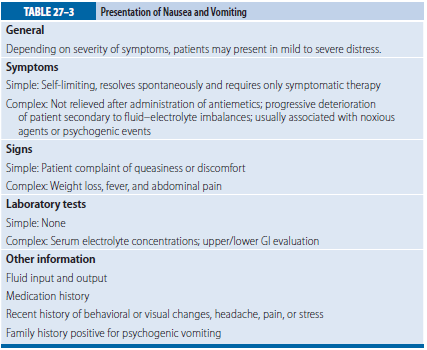 TABLE 27–3 Presentation of Nausea and Vomiting
General
Depending on severity of symptoms, patients may present in mild to severe distress.
Symptoms
Simple: Self-limiting, resolves spontaneously and requires only symptomatic therapy
Complex: Not relieved after administration of antiemetics; progressive deterioration
of patient secondary to fluid–electrolyte imbalances; usually associated with noxious
agents or psychogenic events
Signs
Simple: Patient complaint of queasiness or discomfort
Complex: Weight loss, fever, and abdominal pain
Laboratory tests
Simple: None
Complex: Serum electrolyte concentrations; upper/lower GI evaluation
Other information
Fluid input and output
Medication history
Recent history of behavioral or visual changes, headache, pain, or stress
Family history positive for psychogenic vomiting